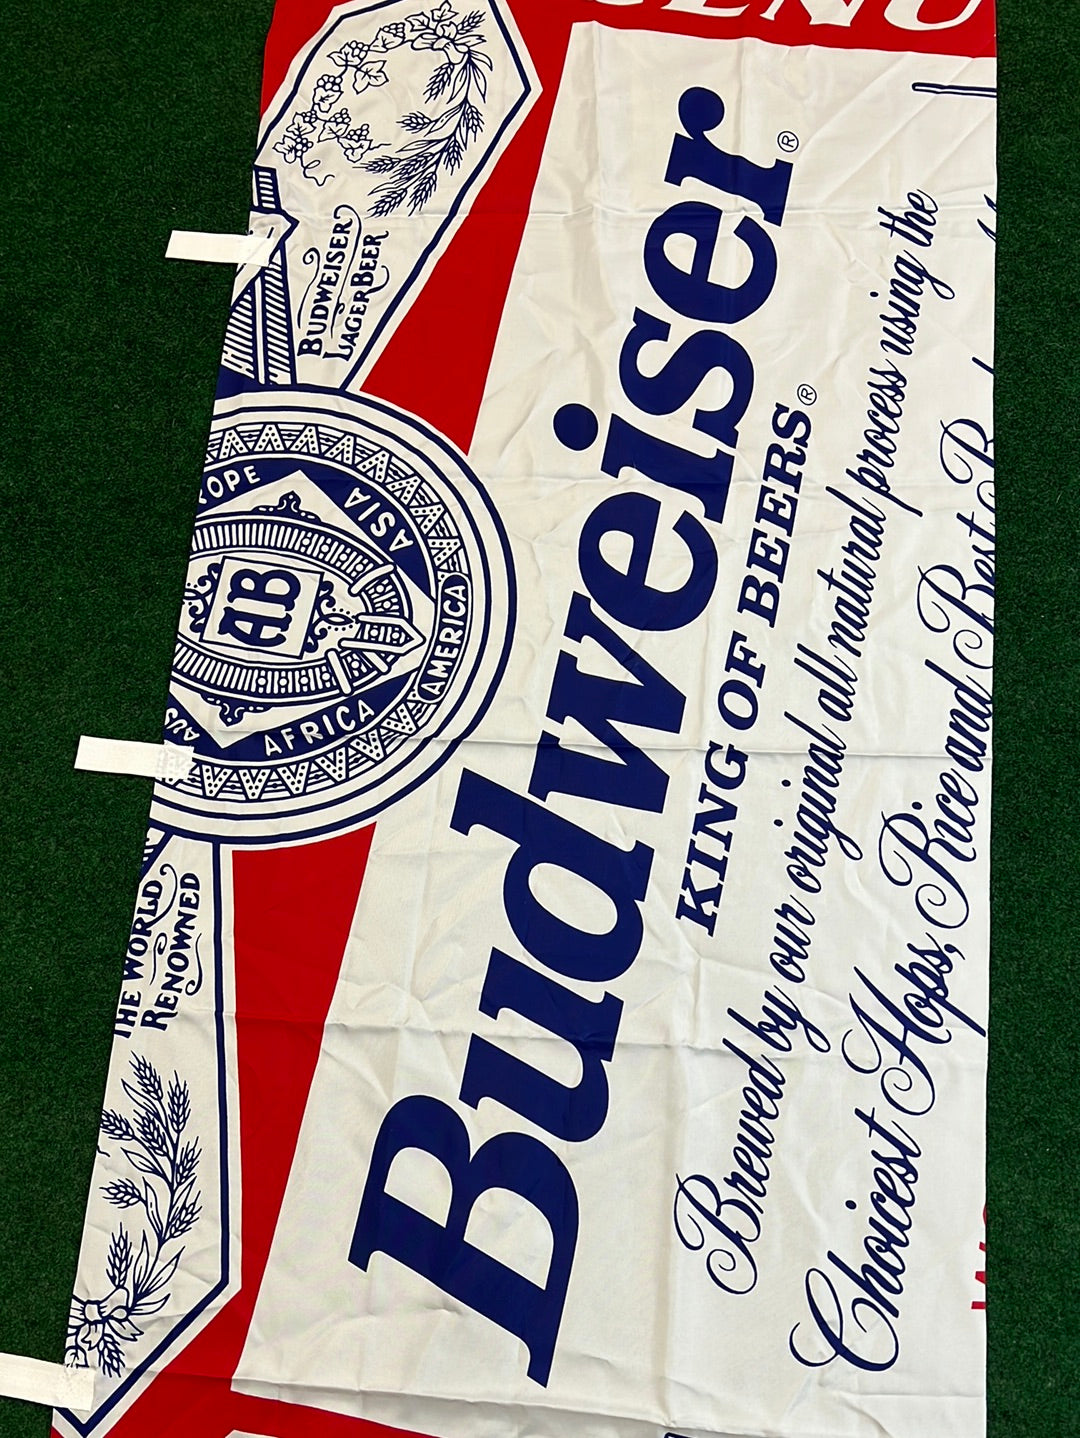 BUDWEISER
LAGER BEER
THE WORLD
RENOWNED
ASIA
AMERICA
AFRICA
AB
Budweiser®
KING OF BEERS®
Brewed by our original all natural process using the
Choicest Hops, Rice and Best